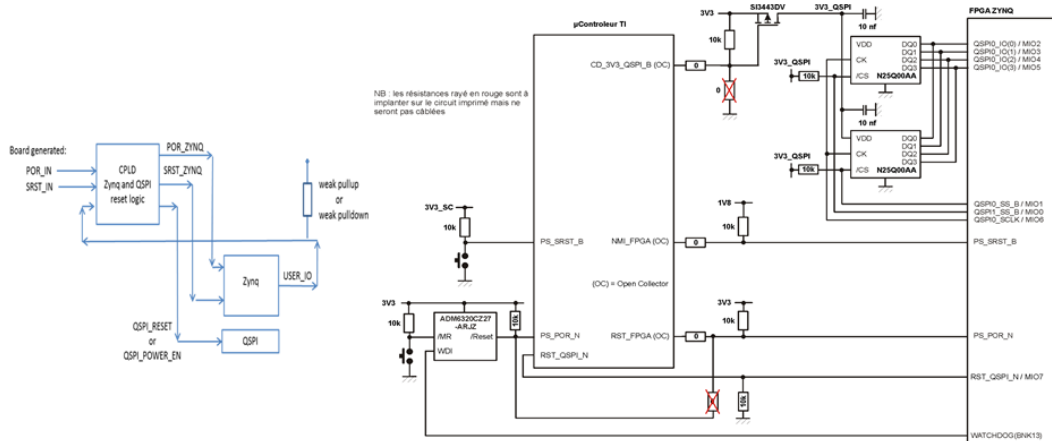 Board generated:
POR_IN
SRST_IN
CPLD
Zynq and QSPI
reset logic
POR_ZYNQ
SRST_ZYNQ
weak pullup
or
weak pulldown
Zynq
USER_IO
QSPI_RESET
or
QSPI_POWER_EN
QSPI
NB : les résistances rayé en rouge sont à
implanter sur le circuit imprimé mais ne
seront pas câblées
µControleur TI
CD_3V3_QSPI_B (OC)
0
3V3
10k
0
SI3443DV
3V3_QSPI
10 nf
VDD
CK
/CS
DQ0
DQ1
DQ2
DQ3
N25Q00AA
3V3_QSPI
10k
10 nf
VDD
CK
/CS
DQ0
DQ1
DQ2
DQ3
N25Q00AA
3V3_QSPI
10k
FPGA ZYNQ
QSPI0_IO(0) / MIO2
QSPI0_IO(1) / MIO3
QSPI0_IO(2) / MIO4
QSPI0_IO(3) / MIO5
QSPI0_SS_B / MIO1
QSPI1_SS_B / MIO0
QSPI0_SCLK / MIO6
3V3_SC
10k
PS_SRST_B
NMI_FPGA (OC)
0
1V8
10k
PS_SRST_B
(OC) = Open Collector
3V3
10k
ADM6320CZ27
-ARJZ
/MR
/Reset
WDI
10k
PS_POR_N
RST_QSPI_N
RST_FPGA (OC)
0
3V3
10k
PS_POR_N
0
10k
RST_QSPI_N / MIO7
WATCHDOG(BNK13)